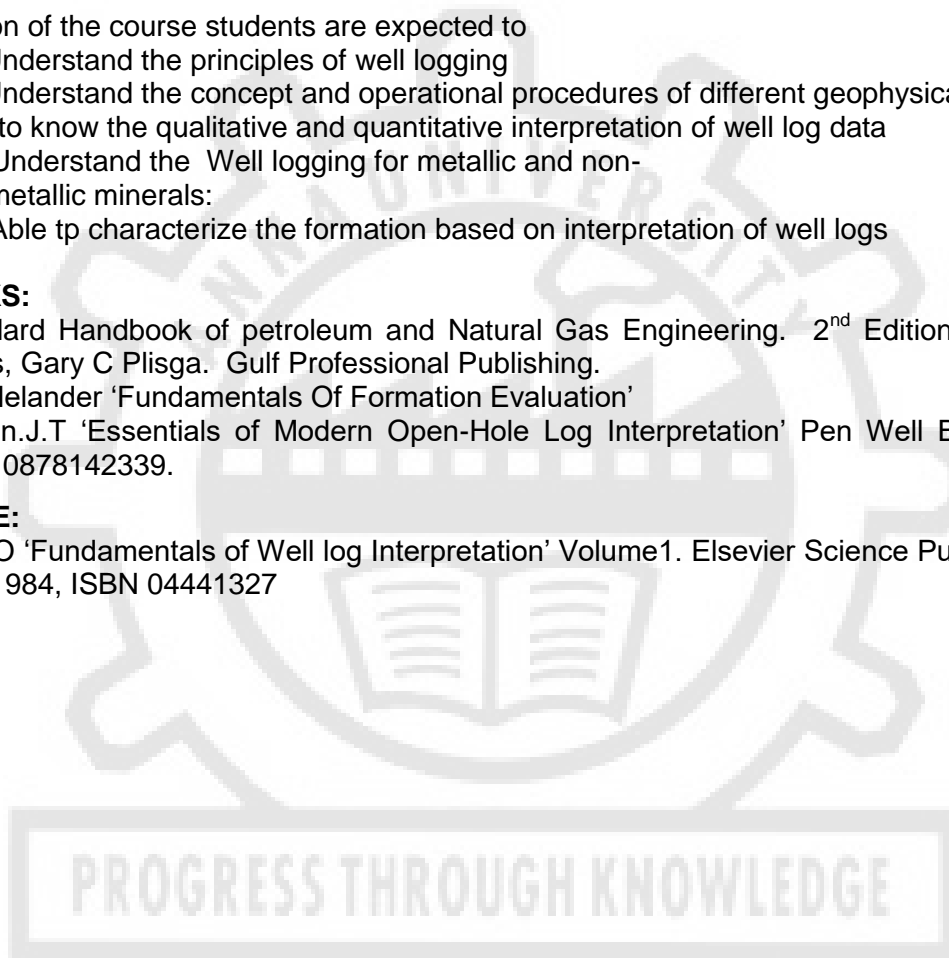 on of the course students are expected to
Understand the principles of well logging
Understand the concept and operational procedures of different geophysica
to know the qualitative and quantitative interpretation of well log data
Understand the Well logging for metallic and non-
metallic minerals:
Able tp characterize the formation based on interpretation of well logs
KS:
dard Handbook of petroleum and Natural Gas Engineering. 2nd Edition
s, Gary C Plisga. Gulf Professional Publishing.
Helander ‘Fundamentals Of Formation Evaluation’
n.J.T ‘Essentials of Modern Open-Hole Log Interpretation’ Pen Well B
0878142339.
E:
O ‘Fundamentals of Well log Interpretation’ Volume1. Elsevier Science Pu
1984, ISBN 04441327
ANNA UNIVERSITY
PROGRESS THROUGH KNOWLEDGE